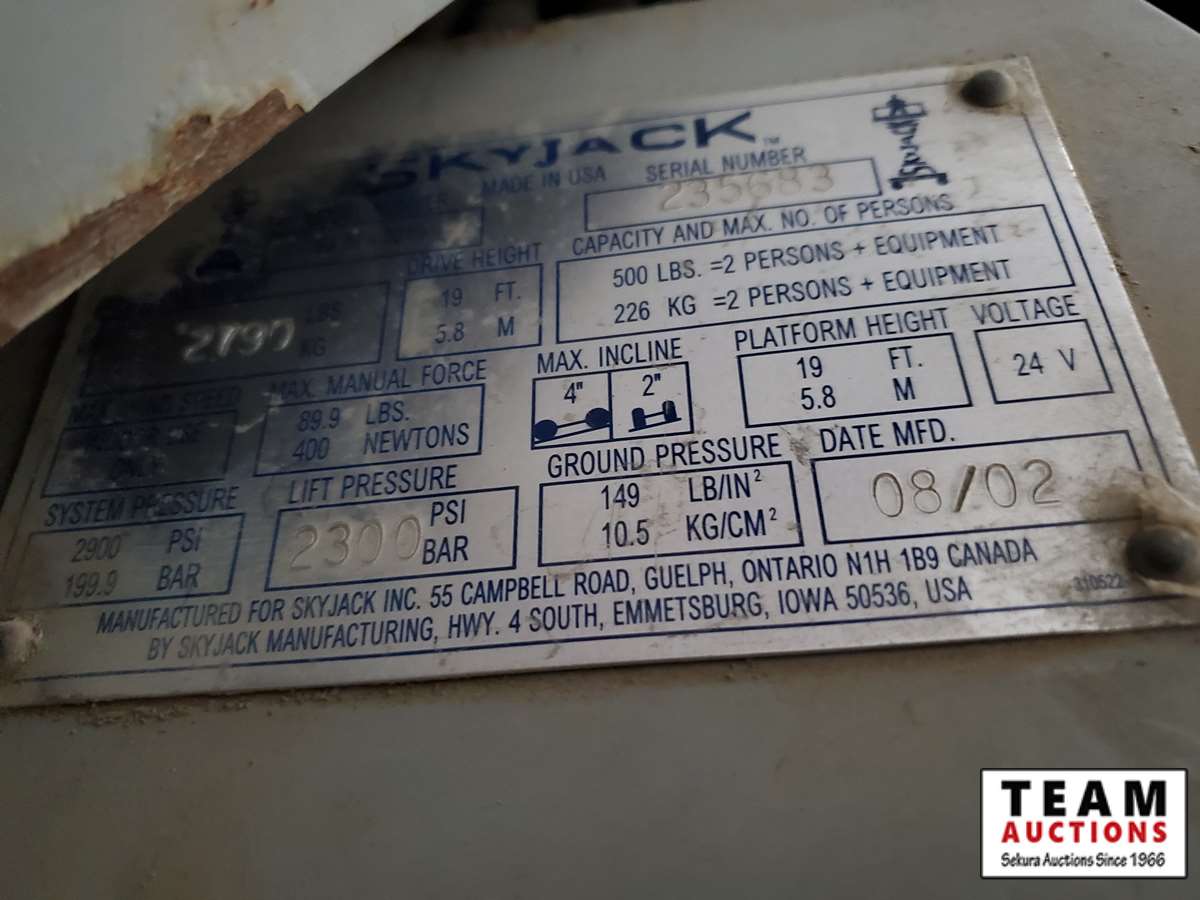 SKYJACK™
MADE IN USA SERIAL NUMBER
235683
DRIVE HEIGHT CAPACITY AND MAX. NO. OF PERSONS
LBS 19 FT. 500 LBS. =2 PERSONS + EQUIPMENT
KG 5.8 M 226 KG =2 PERSONS + EQUIPMENT
MAX. MANUAL FORCE MAX. INCLINE PLATFORM HEIGHT VOLTAGE
89.9 LBS. 4" 2" 19 FT. 24 V
400 NEWTONS 5.8 M
ONLY
SYSTEM PRESSURE LIFT PRESSURE GROUND PRESSURE DATE MFD.
2900 PSI 2300 PSI 149 LB/IN² 08/02
199.9 BAR BAR 10.5 KG/CM²
MANUFACTURED FOR SKYJACK INC. 55 CAMPBELL ROAD, GUELPH, ONTARIO N1H 1B9 CANADA
BY SKYJACK MANUFACTURING, HWY. 4 SOUTH, EMMETSBURG, IOWA 50536, USA
310522
TEAM
AUCTIONS
Sekura Auctions Since 1966